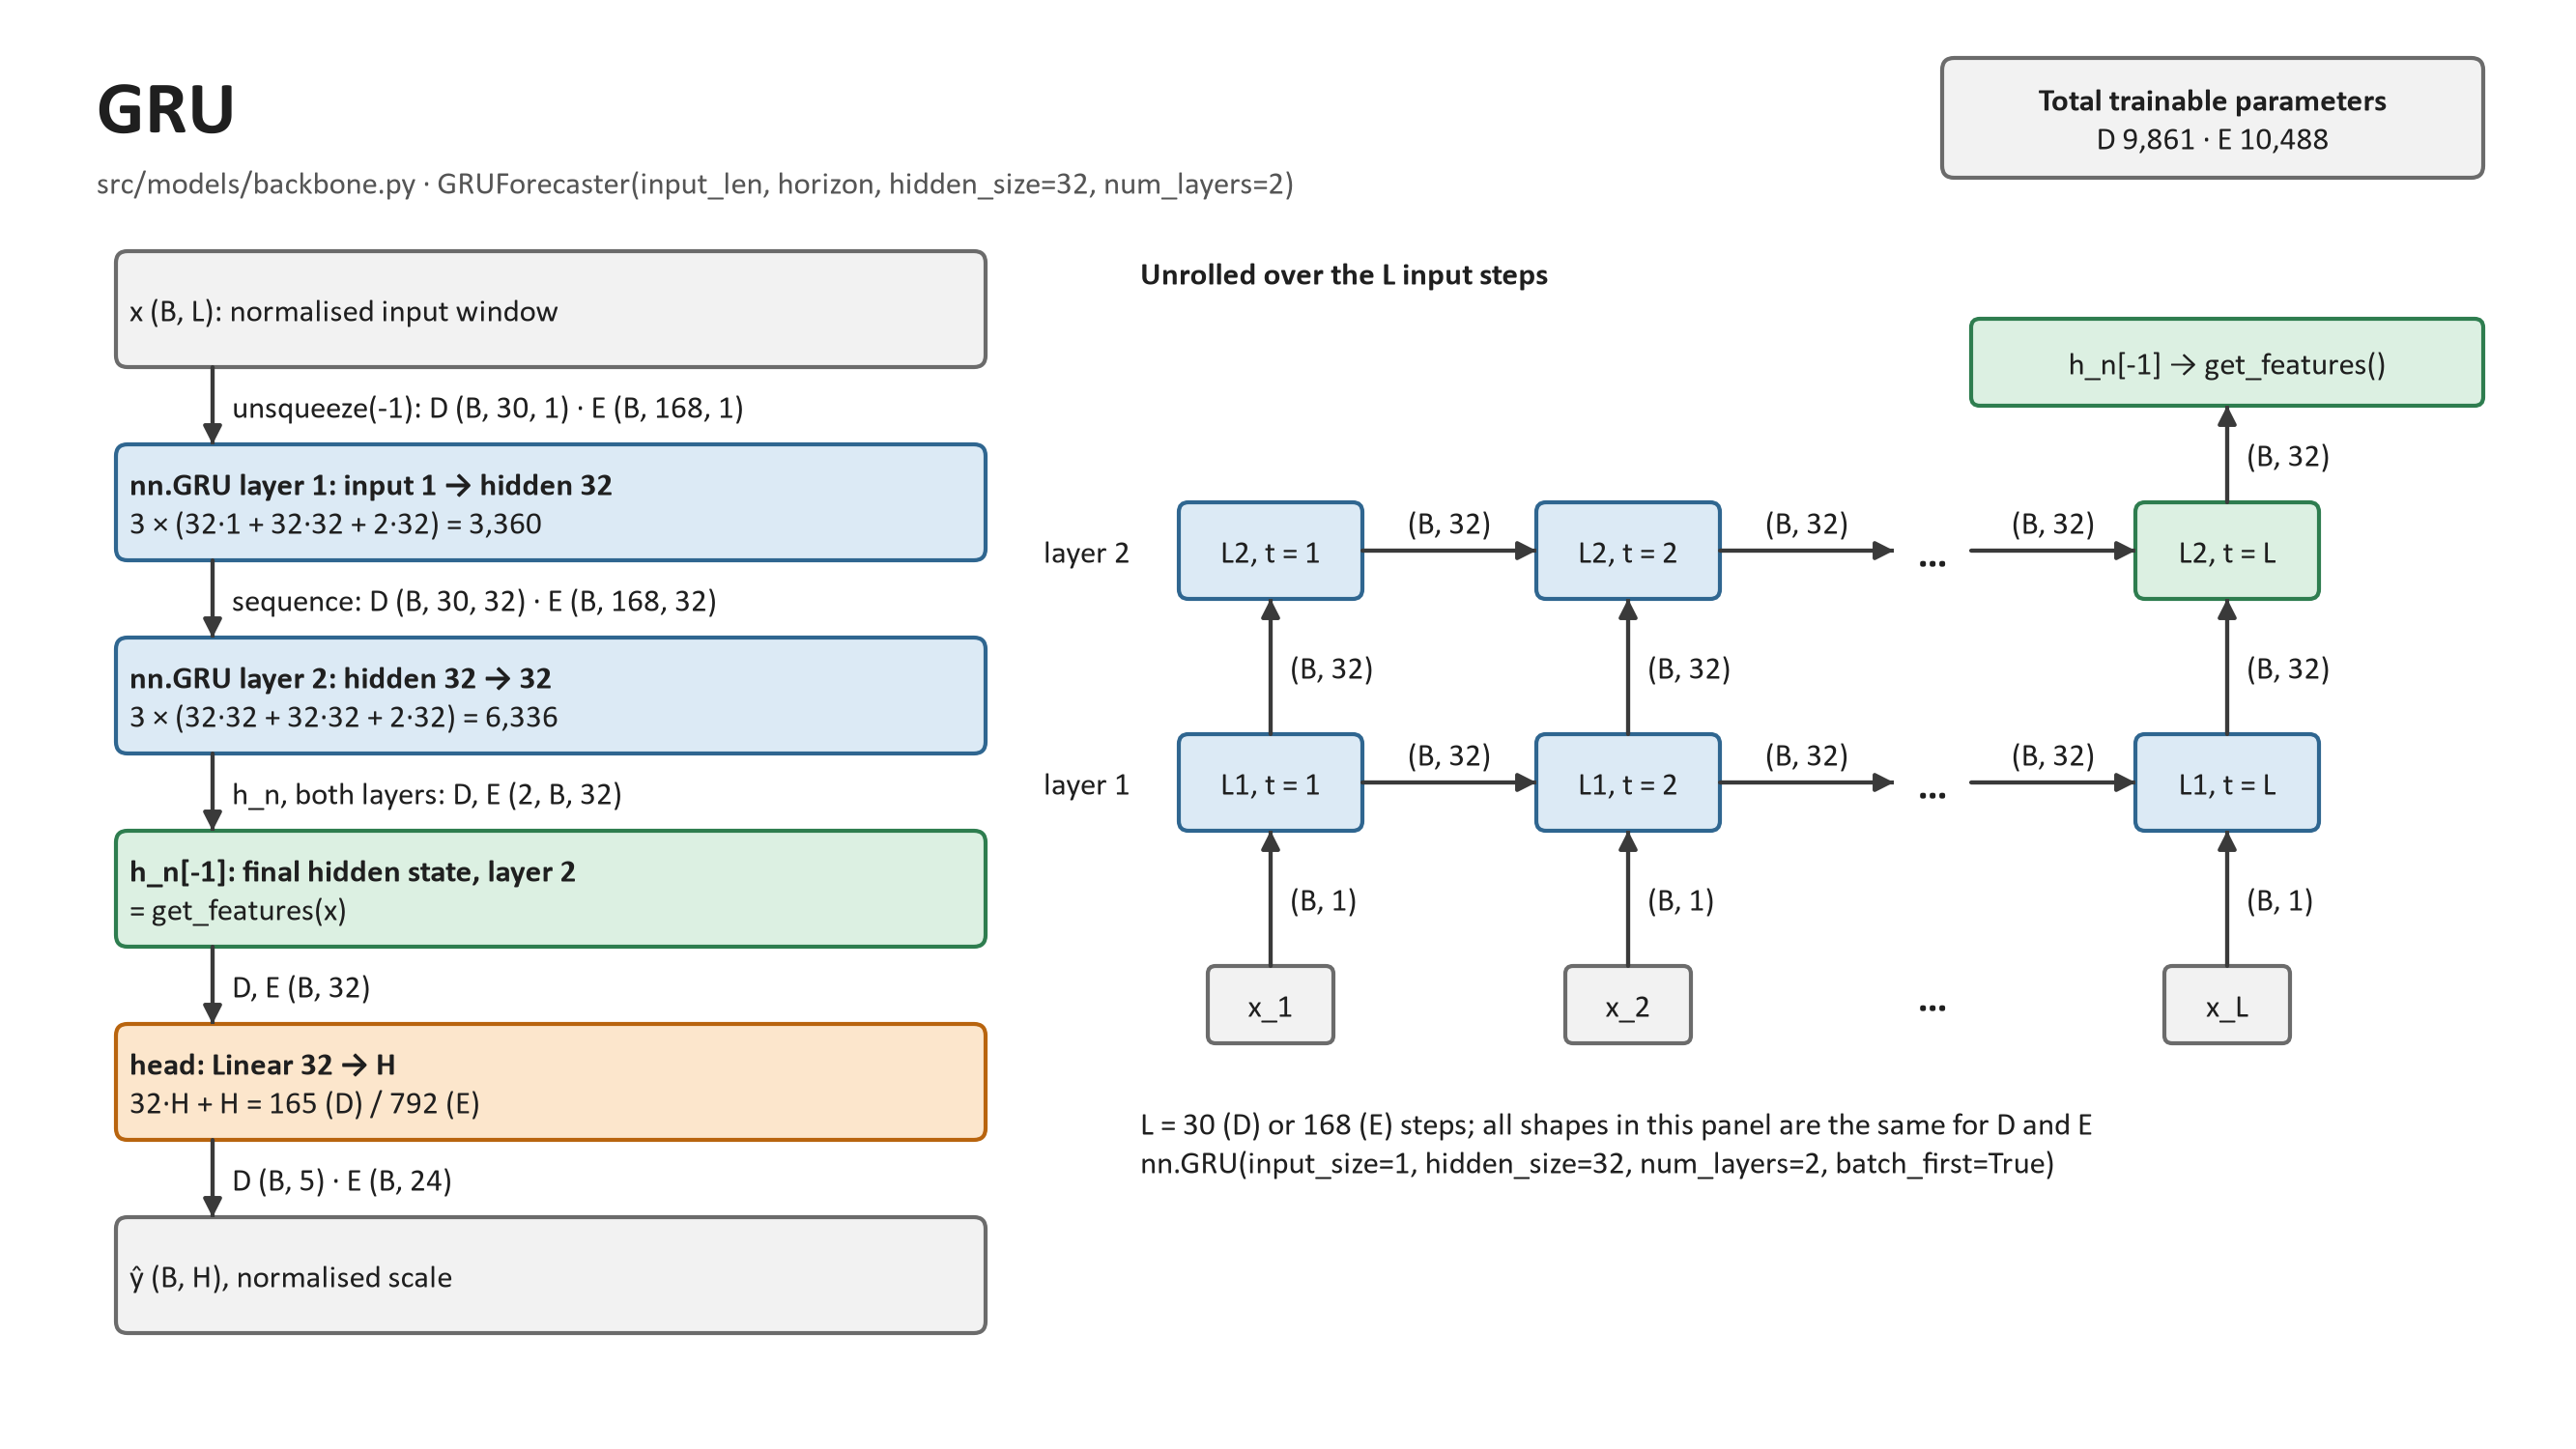 GRU
src/models/backbone.py · GRUForecaster(input_len, horizon, hidden_size=32, num_layers=2)
Total trainable parameters
D 9,861 · E 10,488
x (B, L): normalised input window
unsqueeze(-1): D (B, 30, 1) · E (B, 168, 1)
nn.GRU layer 1: input 1 → hidden 32
3 × (32·1 + 32·32 + 2·32) = 3,360
sequence: D (B, 30, 32) · E (B, 168, 32)
nn.GRU layer 2: hidden 32 → 32
3 × (32·32 + 32·32 + 2·32) = 6,336
h_n, both layers: D, E (2, B, 32)
h_n[-1]: final hidden state, layer 2
= get_features(x)
D, E (B, 32)
head: Linear 32 → H
32·H + H = 165 (D) / 792 (E)
D (B, 5) · E (B, 24)
ŷ (B, H), normalised scale
Unrolled over the L input steps
h_n[-1] → get_features()
(B, 32)
(B, 32) (B, 32) (B, 32)
layer 2 L2, t = 1 L2, t = 2 ... L2, t = L
(B, 32) (B, 32) (B, 32)
(B, 32) (B, 32) (B, 32)
layer 1 L1, t = 1 L1, t = 2 ... L1, t = L
(B, 1) (B, 1) (B, 1)
x_1 x_2 ... x_L
L = 30 (D) or 168 (E) steps; all shapes in this panel are the same for D and E
nn.GRU(input_size=1, hidden_size=32, num_layers=2, batch_first=True)